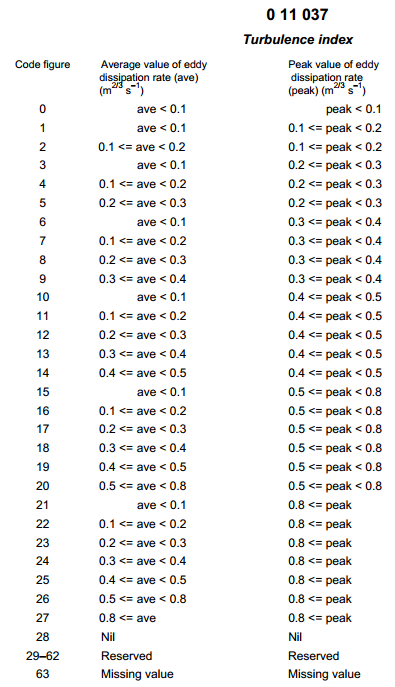 0 11 037
Turbulence index
Code figure Average value of eddy Peak value of eddy
dissipation rate (ave) dissipation rate
(m2/3 s–1) (peak) (m2/3 s–1)
0 ave < 0.1 peak < 0.1
1 ave < 0.1 0.1 <= peak < 0.2
2 0.1 <= ave < 0.2 0.1 <= peak < 0.2
3 ave < 0.1 0.2 <= peak < 0.3
4 0.1 <= ave < 0.2 0.2 <= peak < 0.3
5 0.2 <= ave < 0.3 0.2 <= peak < 0.3
6 ave < 0.1 0.3 <= peak < 0.4
7 0.1 <= ave < 0.2 0.3 <= peak < 0.4
8 0.2 <= ave < 0.3 0.3 <= peak < 0.4
9 0.3 <= ave < 0.4 0.3 <= peak < 0.4
10 ave < 0.1 0.4 <= peak < 0.5
11 0.1 <= ave < 0.2 0.4 <= peak < 0.5
12 0.2 <= ave < 0.3 0.4 <= peak < 0.5
13 0.3 <= ave < 0.4 0.4 <= peak < 0.5
14 0.4 <= ave < 0.5 0.4 <= peak < 0.5
15 ave < 0.1 0.5 <= peak < 0.8
16 0.1 <= ave < 0.2 0.5 <= peak < 0.8
17 0.2 <= ave < 0.3 0.5 <= peak < 0.8
18 0.3 <= ave < 0.4 0.5 <= peak < 0.8
19 0.4 <= ave < 0.5 0.5 <= peak < 0.8
20 0.5 <= ave < 0.8 0.5 <= peak < 0.8
21 ave < 0.1 0.8 <= peak
22 0.1 <= ave < 0.2 0.8 <= peak
23 0.2 <= ave < 0.3 0.8 <= peak
24 0.3 <= ave < 0.4 0.8 <= peak
25 0.4 <= ave < 0.5 0.8 <= peak
26 0.5 <= ave < 0.8 0.8 <= peak
27 0.8 <= ave 0.8 <= peak
28 Nil Nil
29–62 Reserved Reserved
63 Missing value Missing value